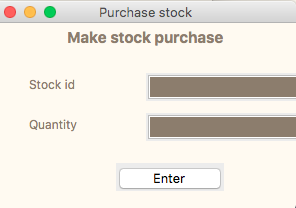 Purchase stock
Make stock purchase
Stock id
Quantity
Enter